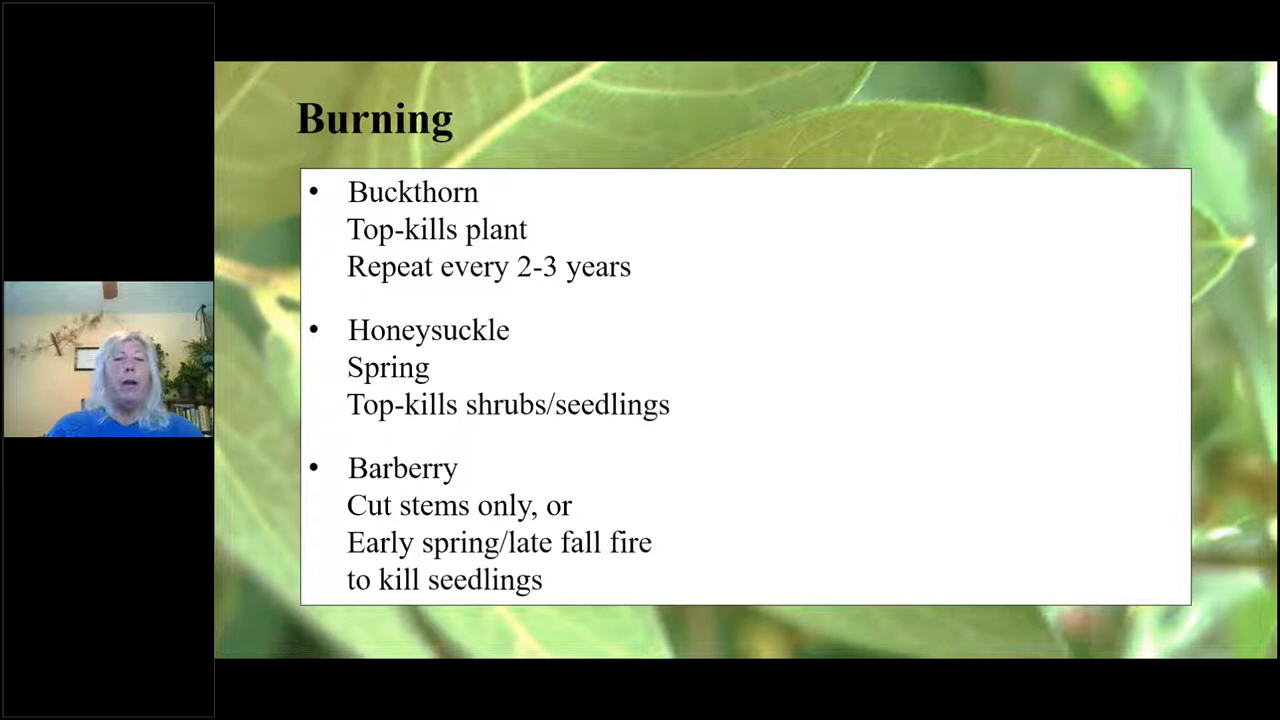 Burning
• Buckthorn
Top-kills plant
Repeat every 2-3 years
• Honeysuckle
Spring
Top-kills shrubs/seedlings
• Barberry
Cut stems only, or
Early spring/late fall fire
to kill seedlings